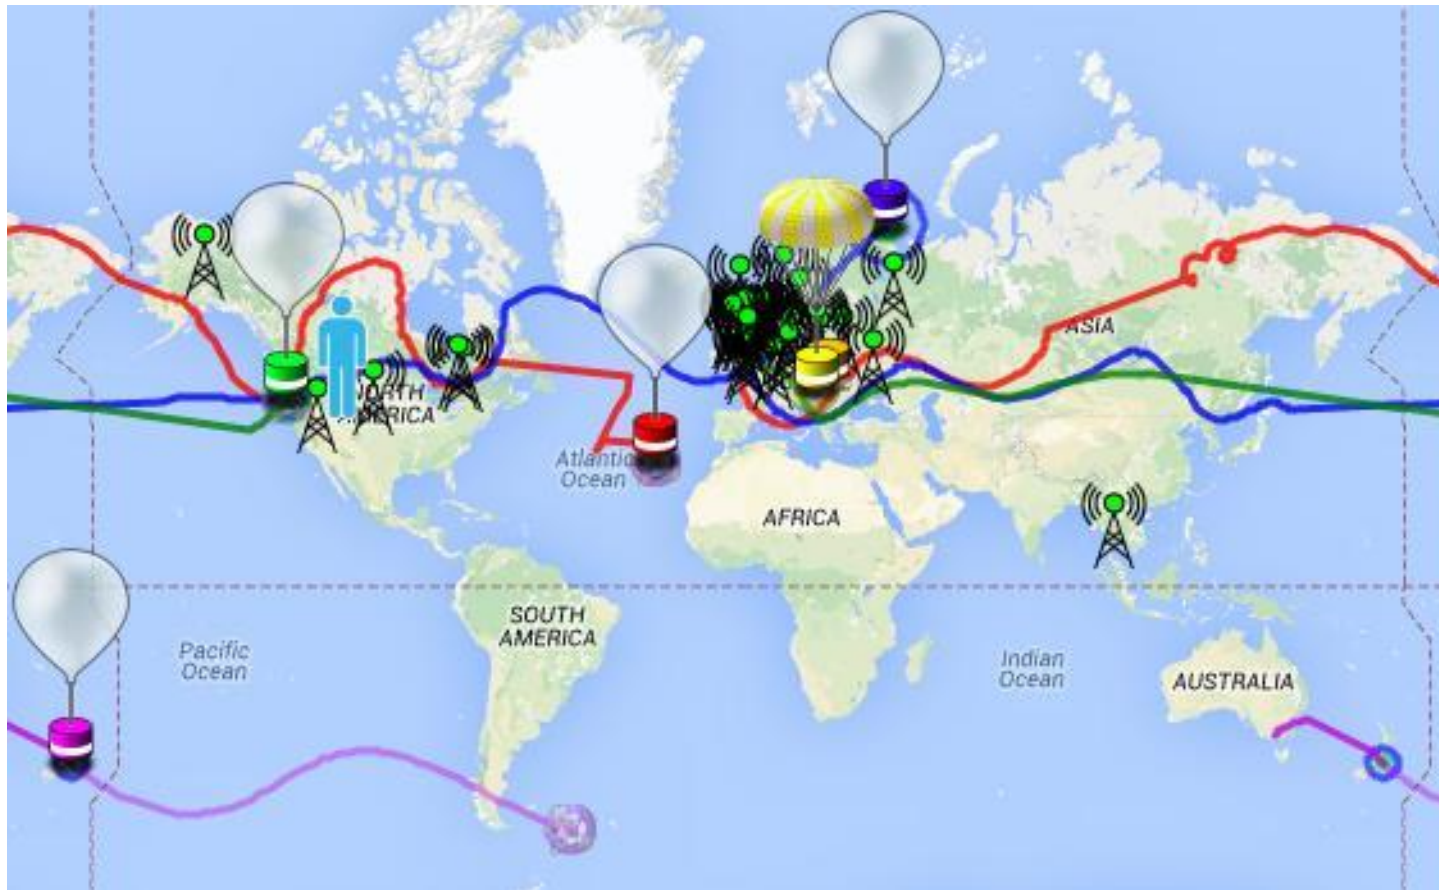 ASIA
NORTH
AMERICA
Atlantic
Ocean
AFRICA
SOUTH
AMERICA
Pacific
Ocean
Indian
Ocean
AUSTRALIA